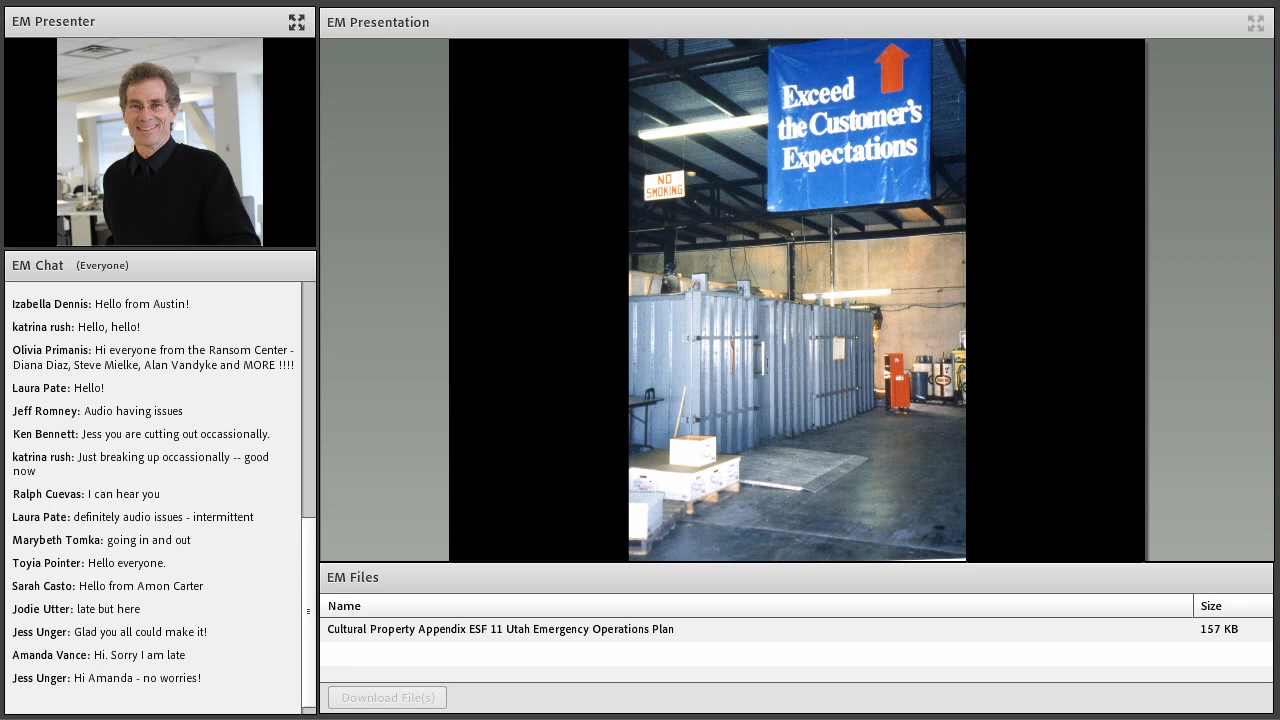 EM Presenter
EM Chat (Everyone)
Izabella Dennis: Hello from Austin!
katrina rush: Hello, hello!
Olivia Primanis: Hi everyone from the Ransom Center -
Diana Diaz, Steve Mielke, Alan Vandyke and MORE !!!!
Laura Pate: Hello!
Jeff Romney: Audio having issues
Ken Bennett: Jess you are cutting out occassionally.
katrina rush: Just breaking up occassionally -- good
now
Ralph Cuevas: I can hear you
Laura Pate: definitely audio issues - intermittent
Marybeth Tomka: going in and out
Toyia Pointer: Hello everyone.
Sarah Casto: Hello from Amon Carter
Jodie Utter: late but here
Jess Unger: Glad you all could make it!
Amanda Vance: Hi. Sorry I am late
Jess Unger: Hi Amanda - no worries!
EM Presentation
Exceed
the Customer's
Expectations
NO
SMOKING
EM Files
Name Size
Cultural Property Appendix ESF 11 Utah Emergency Operations Plan 157 KB
Download File(s)